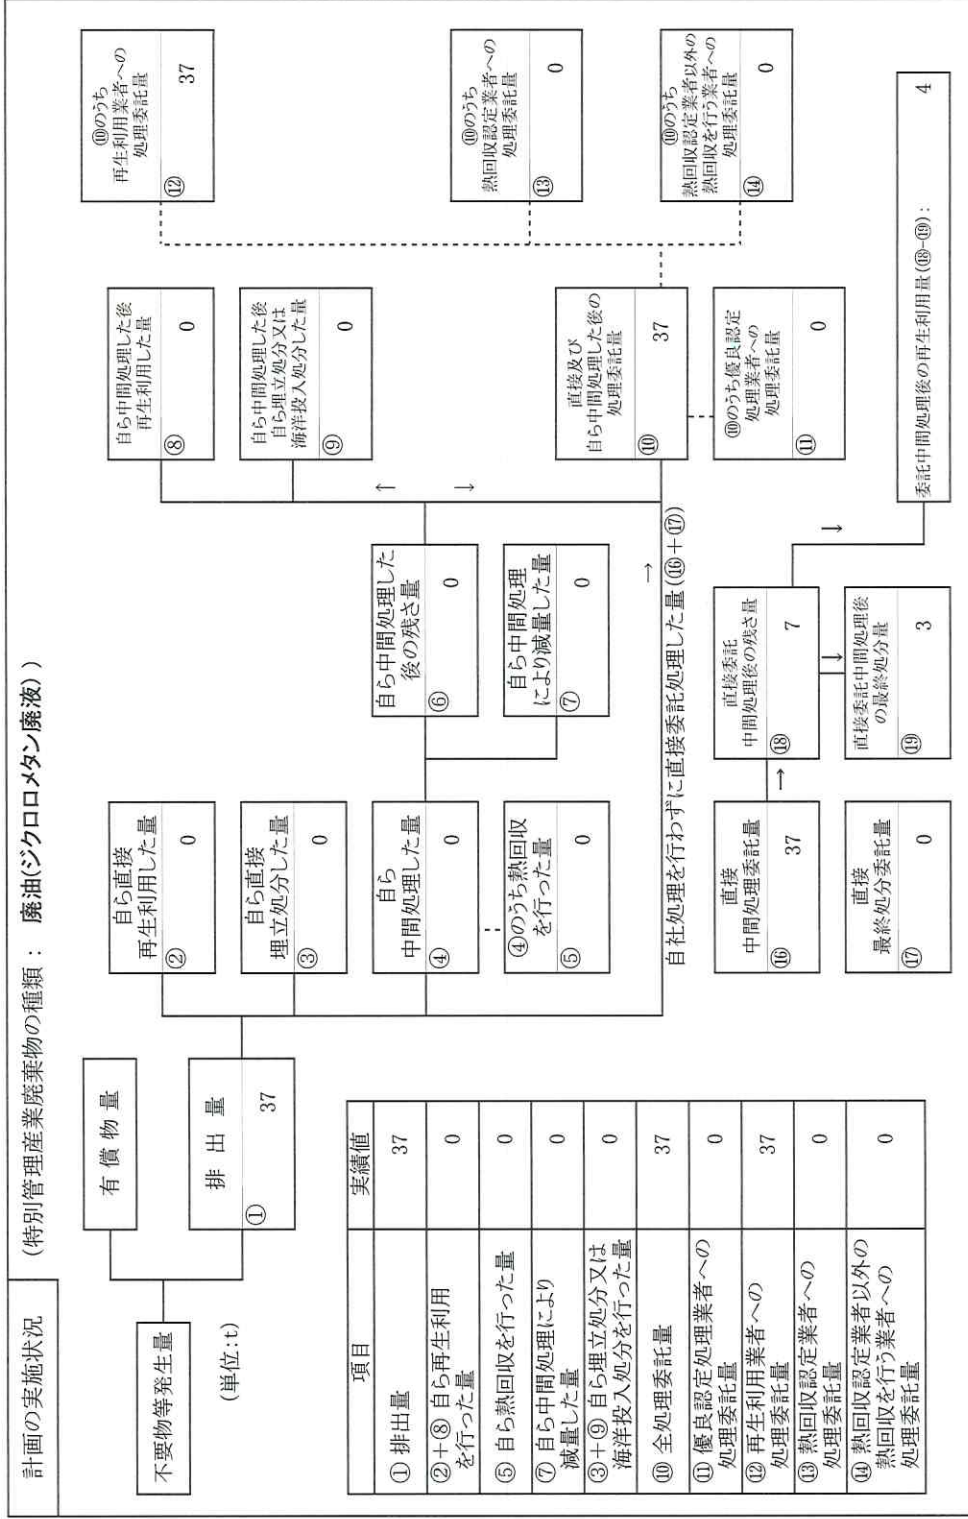 計画の実施状況
(特別管理産業廃棄物の種類： 廃油(ジクロロメタン廃液))
不要物等発生量
(単位:t)
有償物量
排出量
① 37
自ら直接
再生利用した量
② 0
自ら直接
埋立処分した量
③ 0
自ら
中間処理した量
④ 0
④のうち熱回収
を行った量
⑤ 0
自ら中間処理した
後の残さ量
⑥ 0
自ら中間処理
により減量した量
⑦ 0
自ら中間処理した後
再生利用した量
⑧ 0
自ら中間処理した後
自ら埋立処分又は
海洋投入処分した量
⑨ 0
↑
↓
直接及び
自ら中間処理した後の
処理委託量
⑩ 37
⑩のうち優良認定
処理業者への
処理委託量
⑪ 0
⑩のうち
再生利用業者への
処理委託量
⑫ 37
⑩のうち
熱回収認定業者への
処理委託量
⑬ 0
⑩のうち
熱回収認定業者以外の
熱回収を行う業者への
処理委託量
⑭ 0
自社処理を行わずに直接委託処理した量(⑯+⑰)
→
直接
中間処理委託量
⑯ 37
→
直接
最終処分委託量
⑰ 0
直接委託
中間処理後の残さ量
⑱ 7
↓
直接委託中間処理後
の最終処分量
⑲ 3
↓
委託中間処理後の再生利用量(⑱-⑲)： 4
項目 実績値
① 排出量 37
②+⑧ 自ら再生利用
を行った量 0
⑤ 自ら熱回収を行った量 0
⑦ 自ら中間処理により
減量した量 0
③+⑨ 自ら埋立処分又は
海洋投入処分を行った量 0
⑩ 全処理委託量 37
⑪ 優良認定処理業者への
処理委託量 0
⑫ 再生利用業者への
処理委託量 37
⑬ 熱回収認定業者への
処理委託量 0
⑭ 熱回収認定業者以外の
熱回収を行う業者への
処理委託量 0